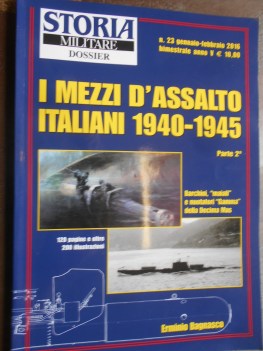 STORIA
MILITARE
DOSSIER
n. 23 gennaio-febbraio 2016
bimestrale anno V € 10,00
I MEZZI D'ASSALTO
ITALIANI 1940-1945
Parte 2ª
Barchini, "maiali"
e nuotatori "Gamma"
della Decima Mas
128 pagine e oltre
200 illustrazioni
Erminio Bagnasco